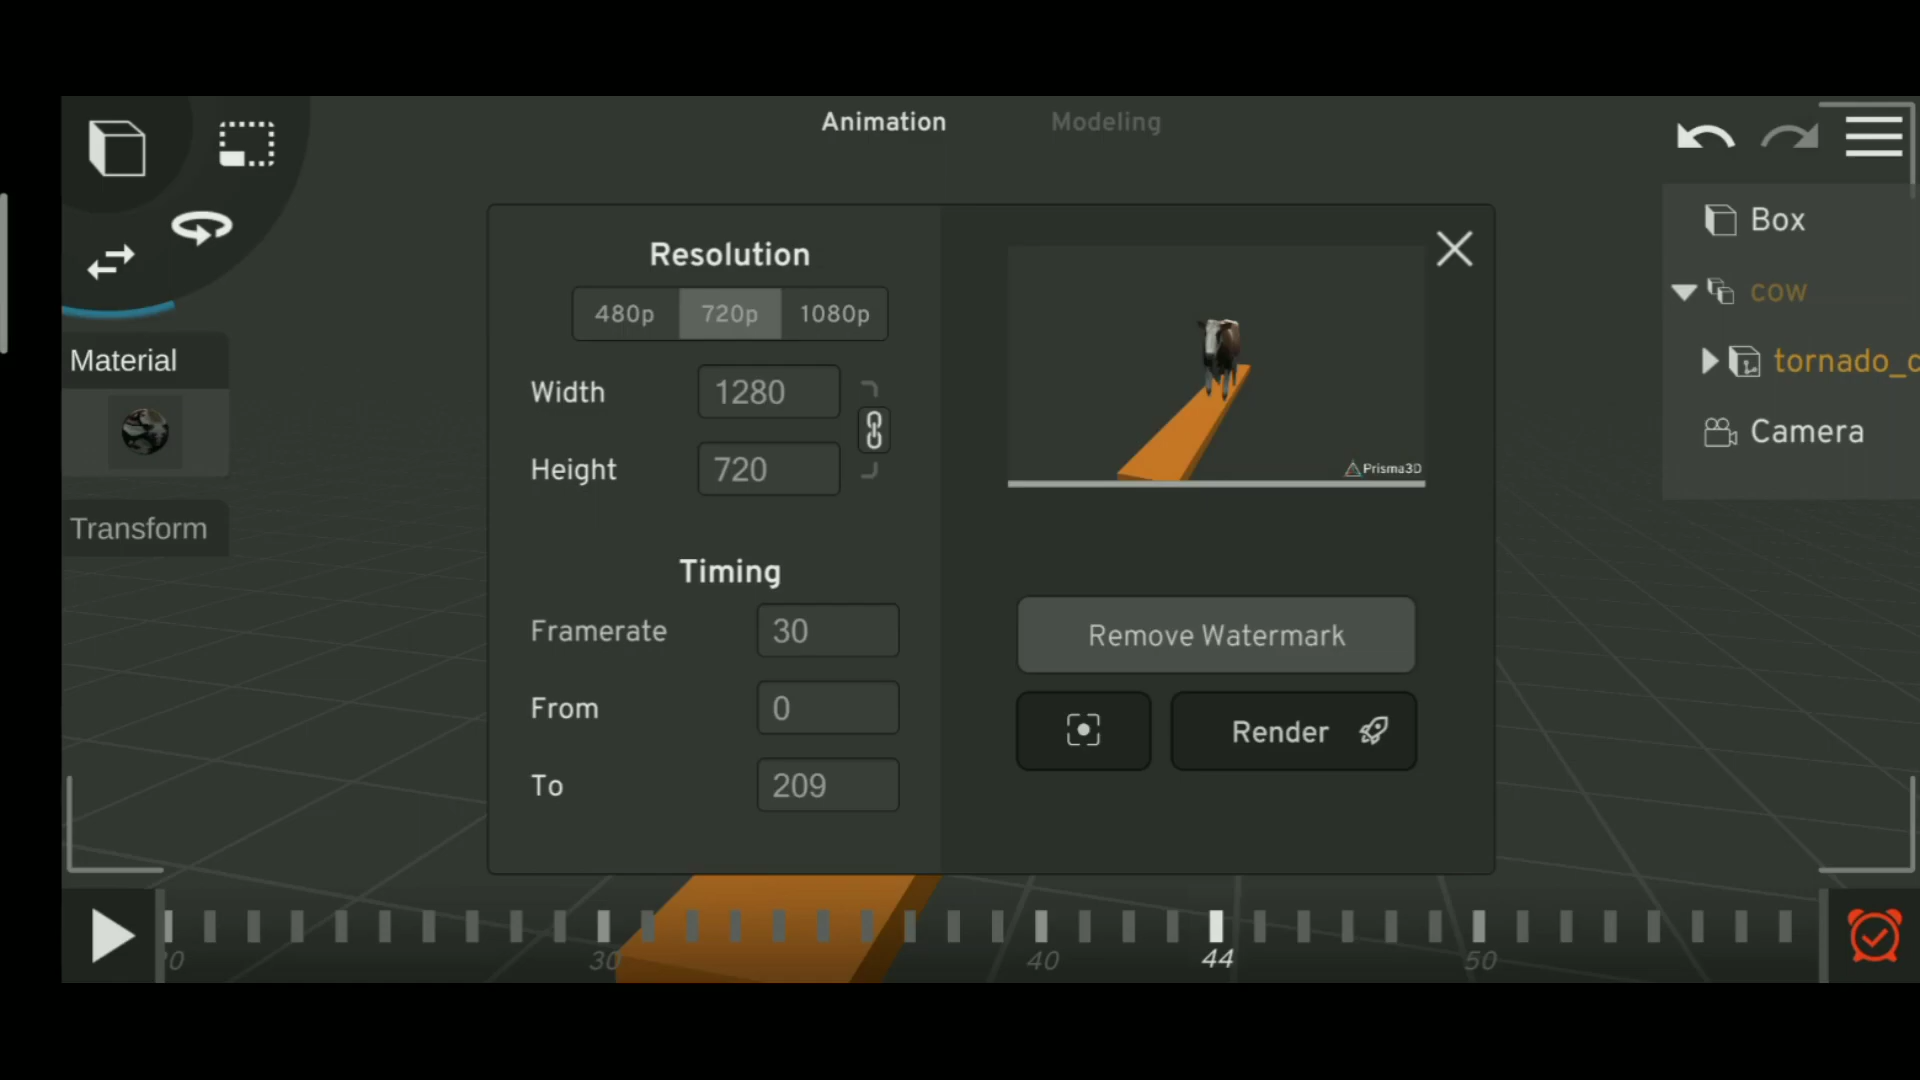 Animation
Modeling
Resolution
480p
720p
1080p
Width
1280
Height
720
Timing
Framerate
30
From
0
To
209
Prisma3D
Remove Watermark
Render
Box
cow
tornado_c
Camera
Material
Transform
30
40
44
50